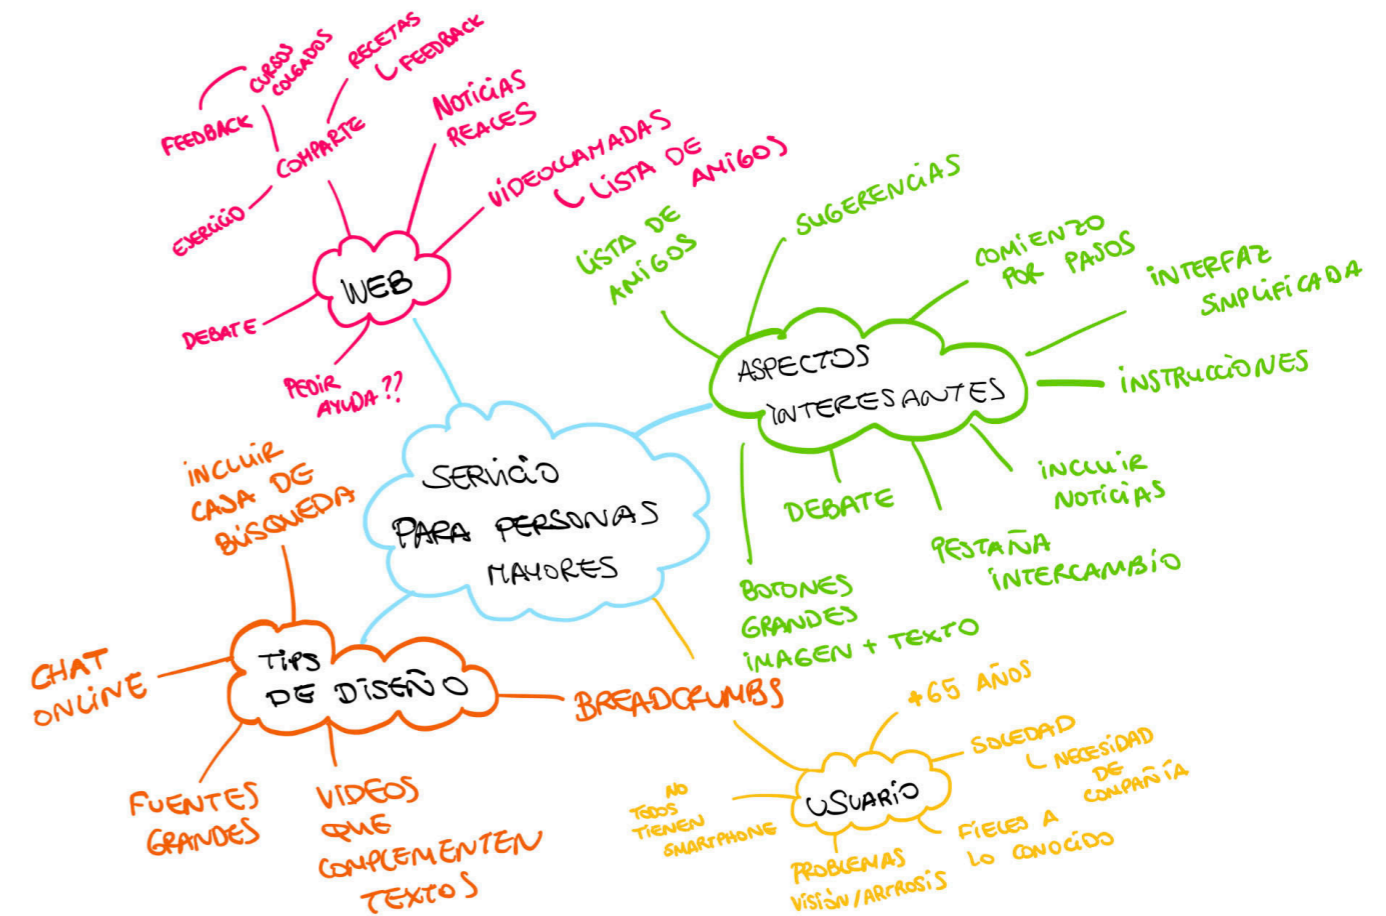 CURSOS
COLGADOS
FEEDBACK
RECETAS
FEEDBACK
COMPARTE
EJERCICIO
NOTICIAS
REALES
VIDEOLLAMADAS
LISTA DE
AMIGOS
WEB
DEBATE
PEDIR
AYUDA??
LISTA DE
AMIGOS
SUGERENCIAS
COMIENZO
POR PASOS
INTERFAZ
SIMPLIFICADA
ASPECTOS
INTERESANTES
INSTRUCCIONES
INCLUIR
NOTICIAS
DEBATE
PESTAÑA
INTERCAMBIO
BOTONES
GRANDES
IMAGEN + TEXTO
SERVICIO
PARA PERSONAS
MAYORES
INCLUIR
CAJA DE
BÚSQUEDA
TIPS
DE DISEÑO
CHAT
ONLINE
BREADCRUMBS
FUENTES
GRANDES
VIDEOS
QUE
COMPLEMENTEN
TEXTOS
+65 AÑOS
SOLEDAD
NECESIDAD
DE
COMPAÑÍA
USUARIO
NO
TODOS
TIENEN
SMARTPHONE
FIELES A
LO CONOCIDO
PROBLEMAS
VISIÓN/ARTROSIS